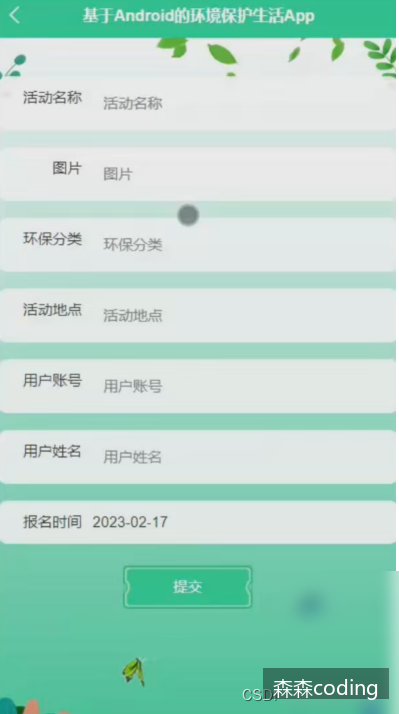 基于Android的环境保护生活App
活动名称 活动名称
图片 图片
环保分类 环保分类
活动地点 活动地点
用户账号 用户账号
用户姓名 用户姓名
报名时间 2023-02-17
提交
森森coding